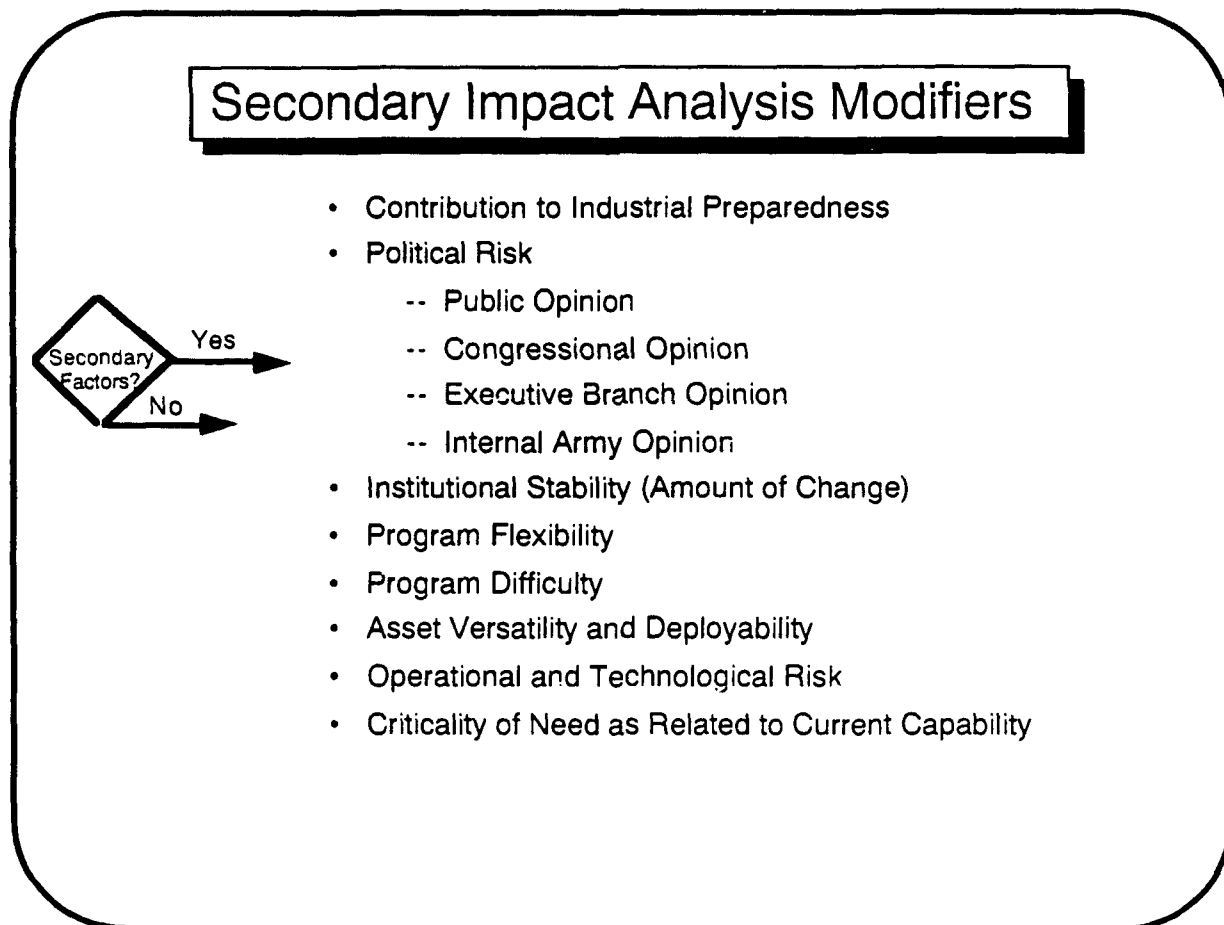 Secondary Impact Analysis Modifiers
• Contribution to Industrial Preparedness
• Political Risk
-- Public Opinion
-- Congressional Opinion
-- Executive Branch Opinion
-- Internal Army Opinion
• Institutional Stability (Amount of Change)
• Program Flexibility
• Program Difficulty
• Asset Versatility and Deployability
• Operational and Technological Risk
• Criticality of Need as Related to Current Capability
Secondary
Factors?
Yes
No